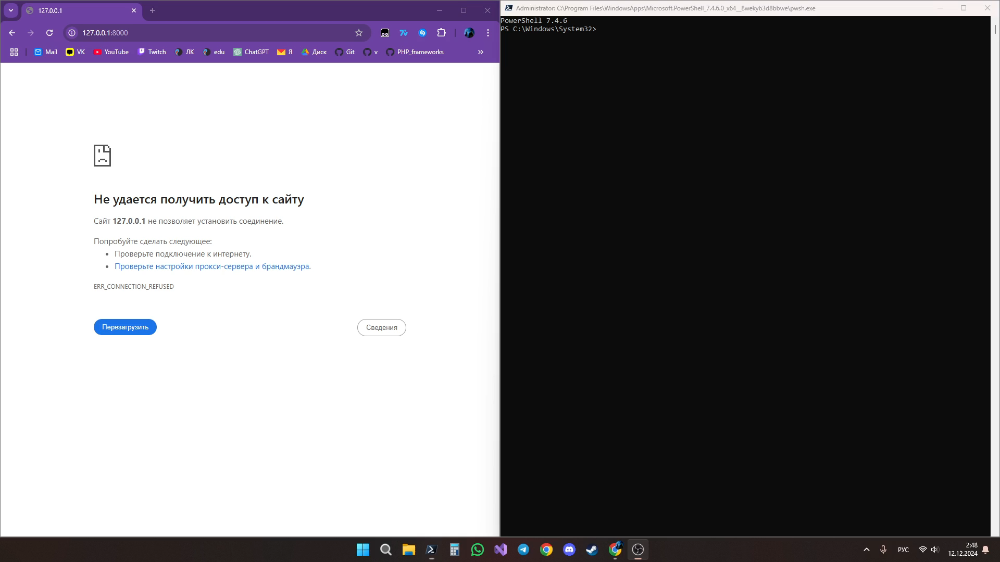 127.0.0.1
127.0.0.1:8000
Mail
VK
YouTube
Twitch
ЛК
edu
ChatGPT
Я
Диск
Git
v
PHP_frameworks
Не удается получить доступ к сайту
Сайт 127.0.0.1 не позволяет установить соединение.
Попробуйте сделать следующее:
Проверьте подключение к интернету.
Проверьте настройки прокси-сервера и брандмауэра.
ERR_CONNECTION_REFUSED
Перезагрузить
Сведения
Administrator: C:\Program Files\WindowsApps\Microsoft.PowerShell_7.4.6.0_x64__8wekyb3d8bbwe\pwsh.exe
PowerShell 7.4.6
PS C:\Windows\System32>
РУС
2:48
12.12.2024